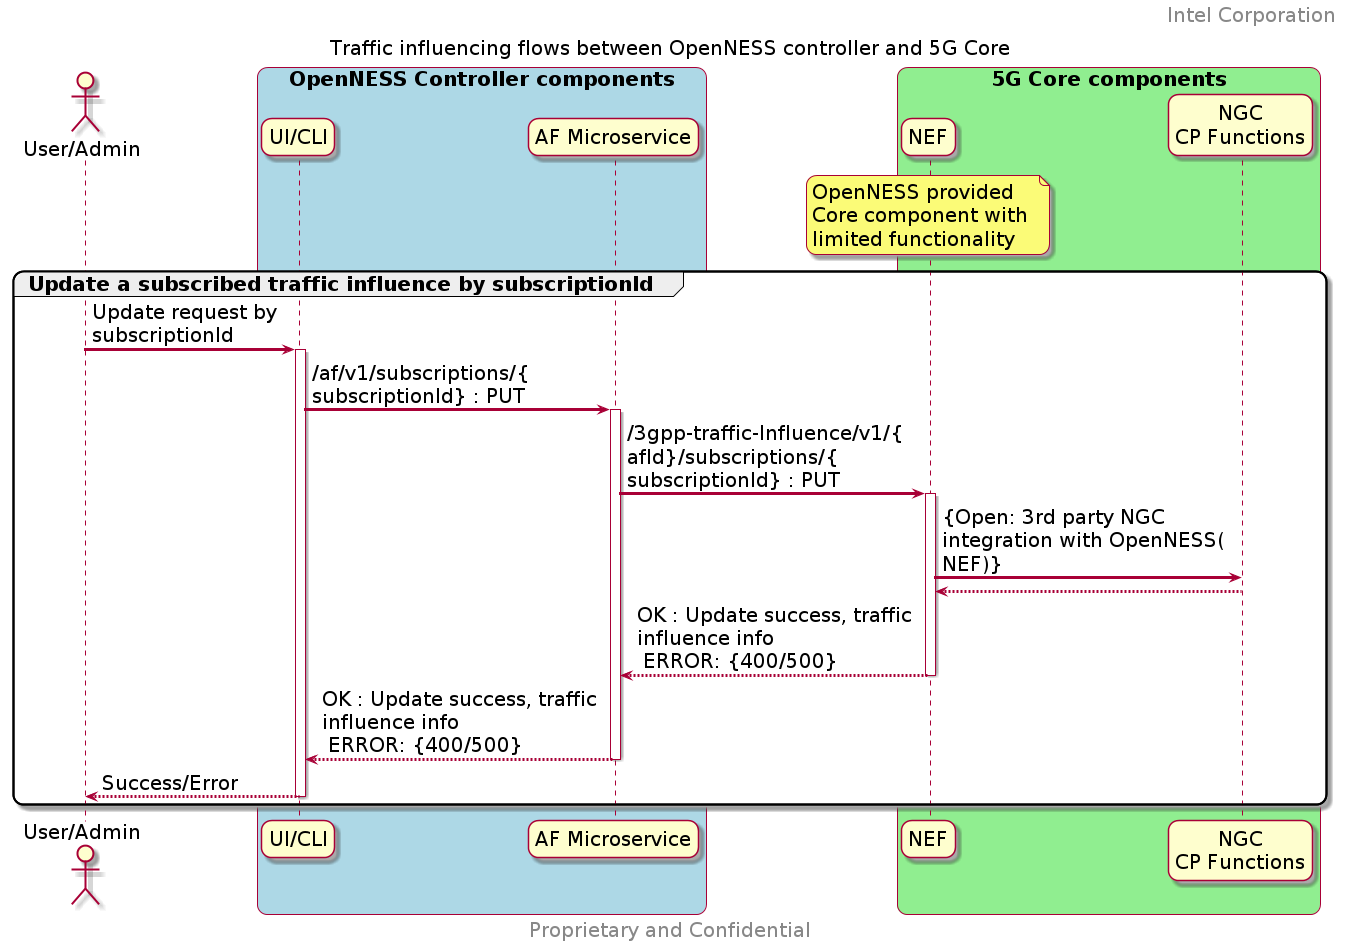 Intel Corporation
Traffic influencing flows between OpenNESS controller and 5G Core
OpenNESS Controller components
5G Core components
User/Admin
UI/CLI
AF Microservice
NEF
NGC
CP Functions
OpenNESS provided
Core component with
limited functionality
Update a subscribed traffic influence by subscriptionId
Update request by
subscriptionId
/af/v1/subscriptions/{
subscriptionId} : PUT
/3gpp-traffic-Influence/v1/{
afId}/subscriptions/{
subscriptionId} : PUT
{Open: 3rd party NGC
integration with OpenNESS(
NEF)}
OK : Update success, traffic
influence info
ERROR: {400/500}
OK : Update success, traffic
influence info
ERROR: {400/500}
Success/Error
User/Admin
UI/CLI
AF Microservice
NEF
NGC
CP Functions
Proprietary and Confidential